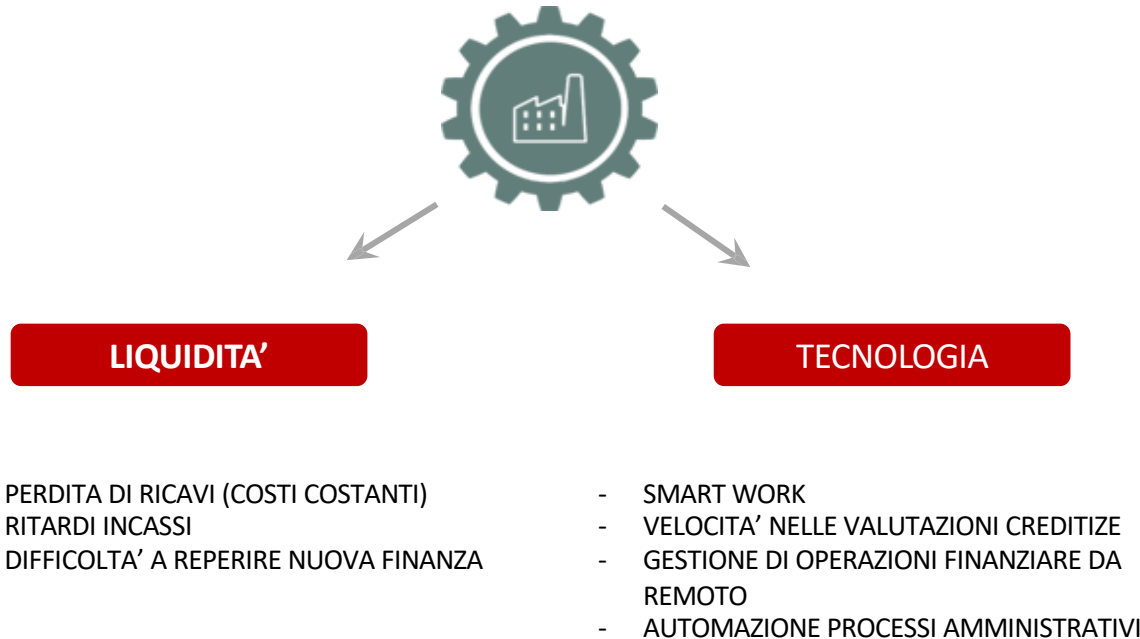 LIQUIDITA’
TECNOLOGIA
PERDITA DI RICAVI (COSTI COSTANTI)
RITARDI INCASSI
DIFFICOLTA’ A REPERIRE NUOVA FINANZA
- SMART WORK
- VELOCITA’ NELLE VALUTAZIONI CREDITIZE
- GESTIONE DI OPERAZIONI FINANZIARE DA
REMOTO
- AUTOMAZIONE PROCESSI AMMINISTRATIVI